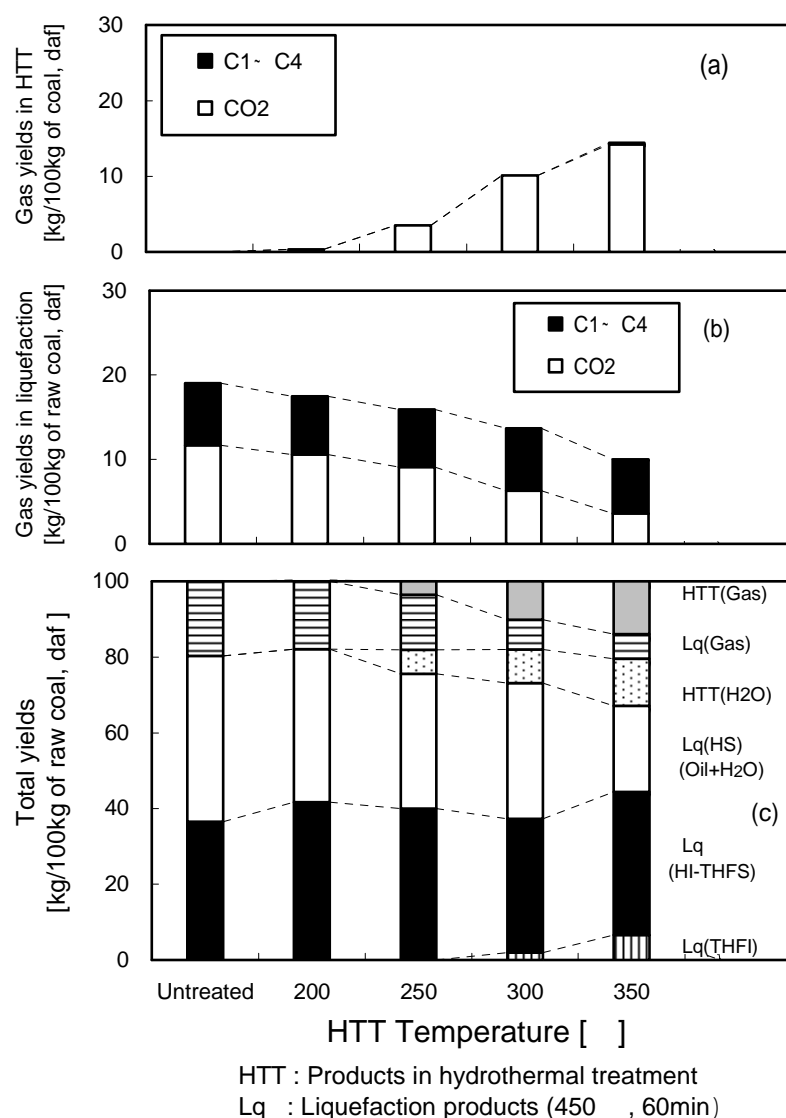 30
20
10
0
Gas yields in HTT
[kg/100kg of coal, daf]
C1~ C4
CO2
(a)
30
20
10
0
Gas yields in liquefaction
[kg/100kg of raw coal, daf]
C1~ C4
CO2
(b)
100
80
60
40
20
0
Total yields
[kg/100kg of raw coal, daf ]
HTT(Gas)
Lq(Gas)
HTT(H2O)
Lq(HS)
(Oil+H2O)
(c)
Lq
(HI-THFS)
Lq(THFI)
Untreated 200 250 300 350
HTT Temperature [ ]
HTT : Products in hydrothermal treatment
Lq : Liquefaction products (450 , 60min)